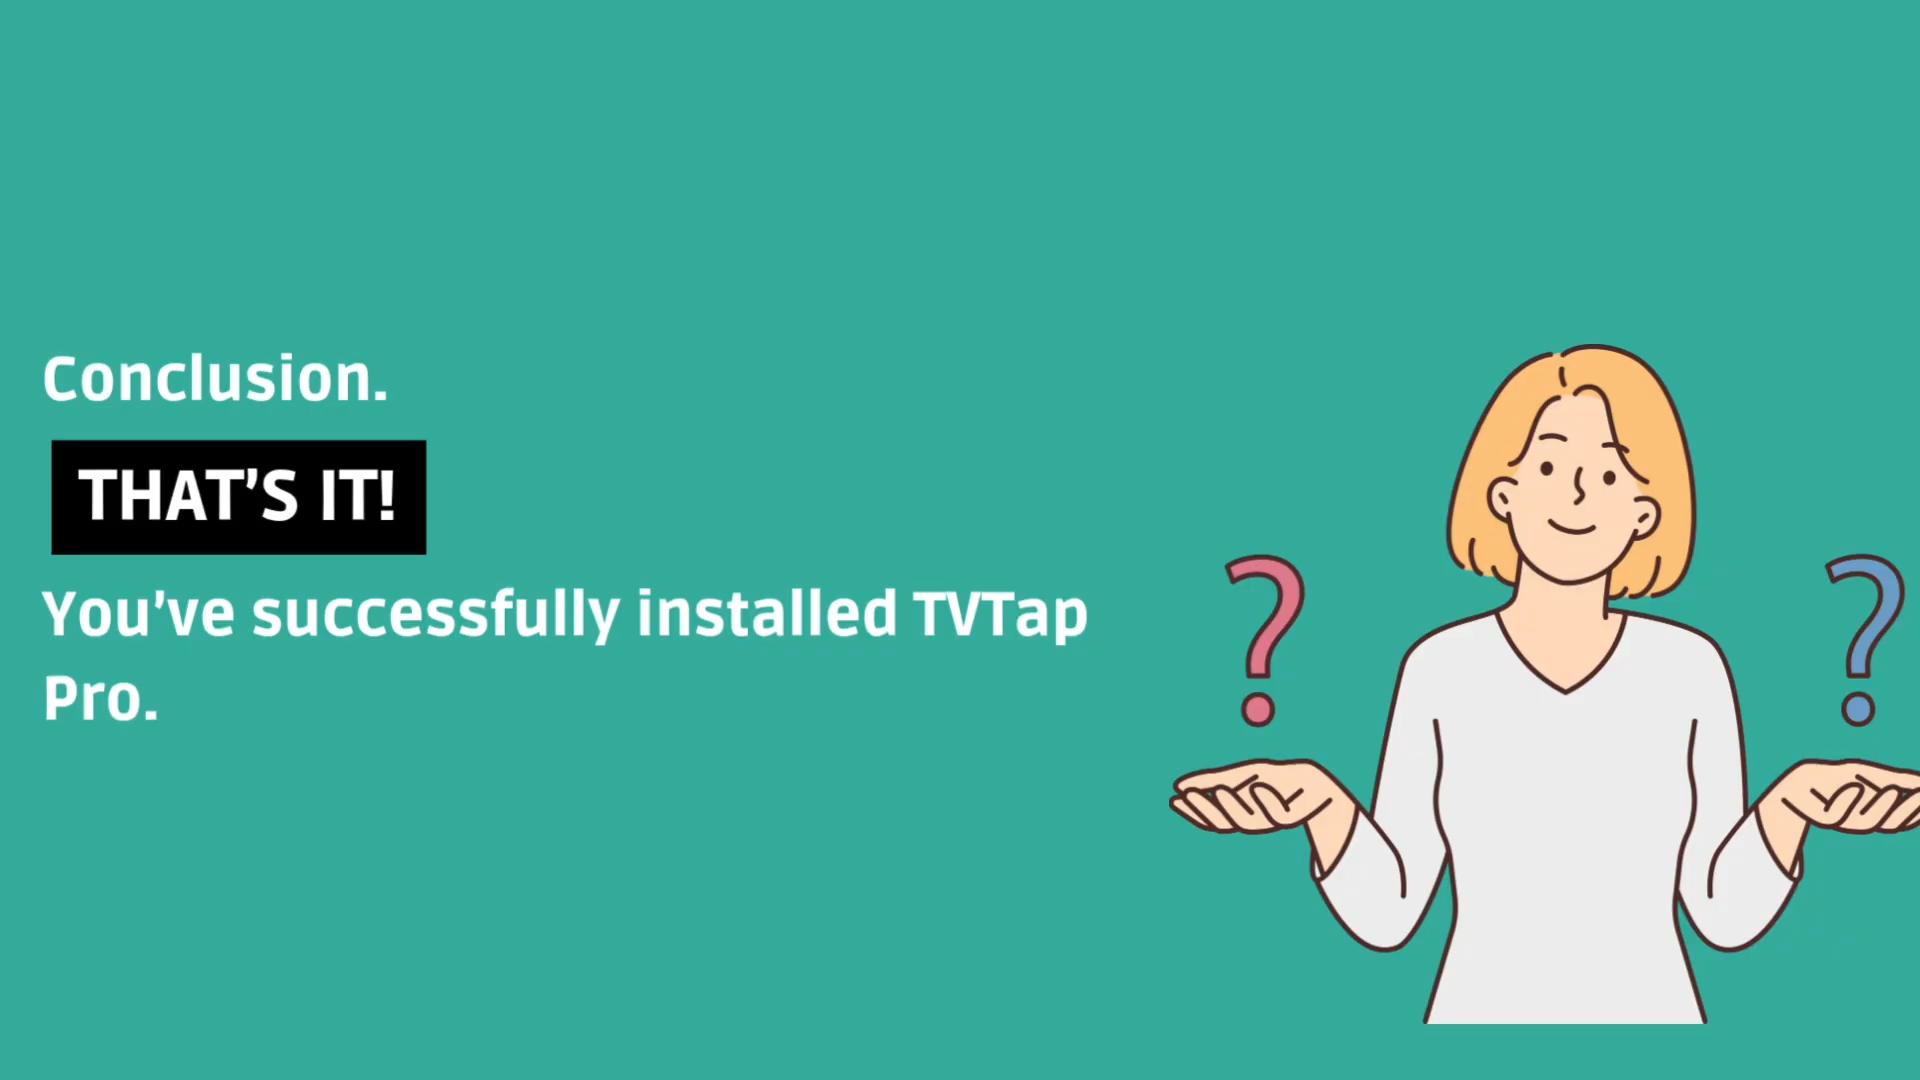 Conclusion.
THAT’S IT!
You’ve successfully installed TVTap
Pro.
?
?